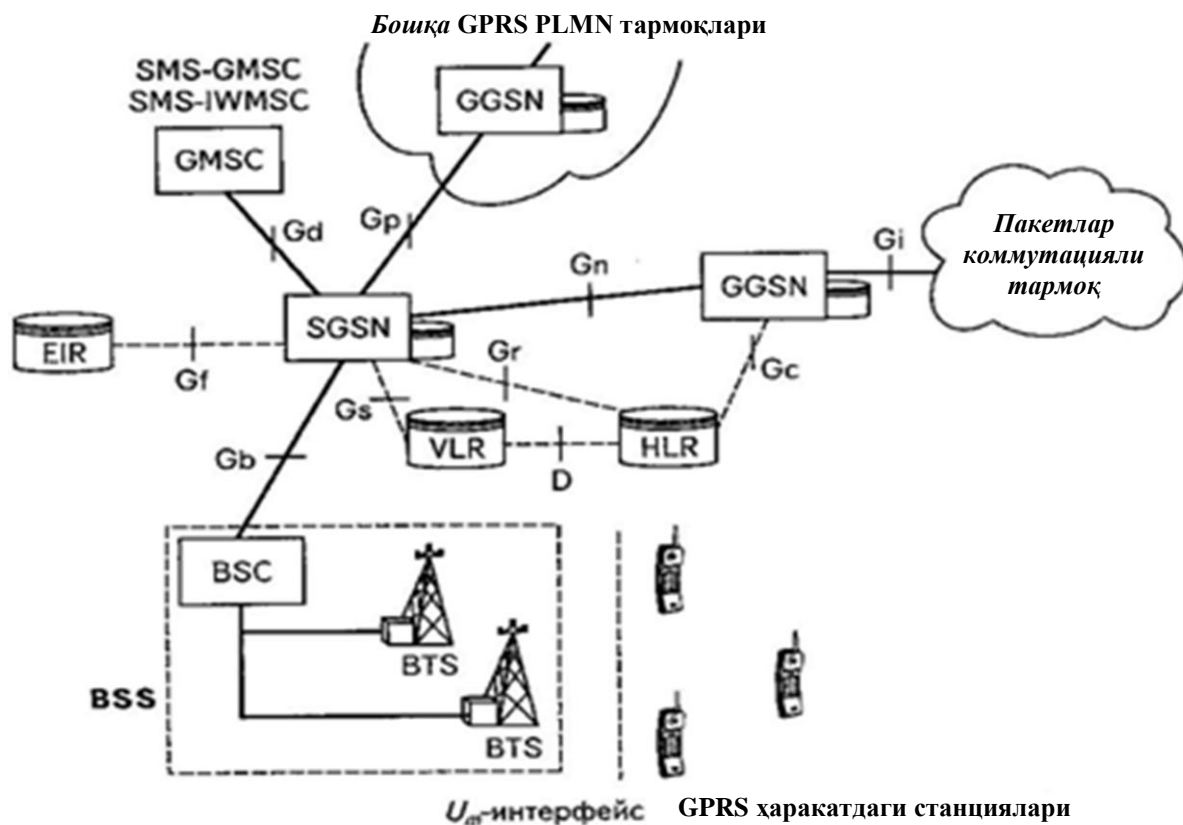 Бошқа GPRS PLMN тармоқлари
SMS-GMSC
SMS-IWMSC
GGSN
GMSC
Gd
Gp
Gn
Gi
Пакетлар
коммутацияли
тармоқ
GGSN
SGSN
EIR
Gf
Gr
Gc
Gs
VLR
HLR
D
Gb
BSC
BTS
BSS
BTS
Um-интерфейс
GPRS ҳаракатдаги станциялари